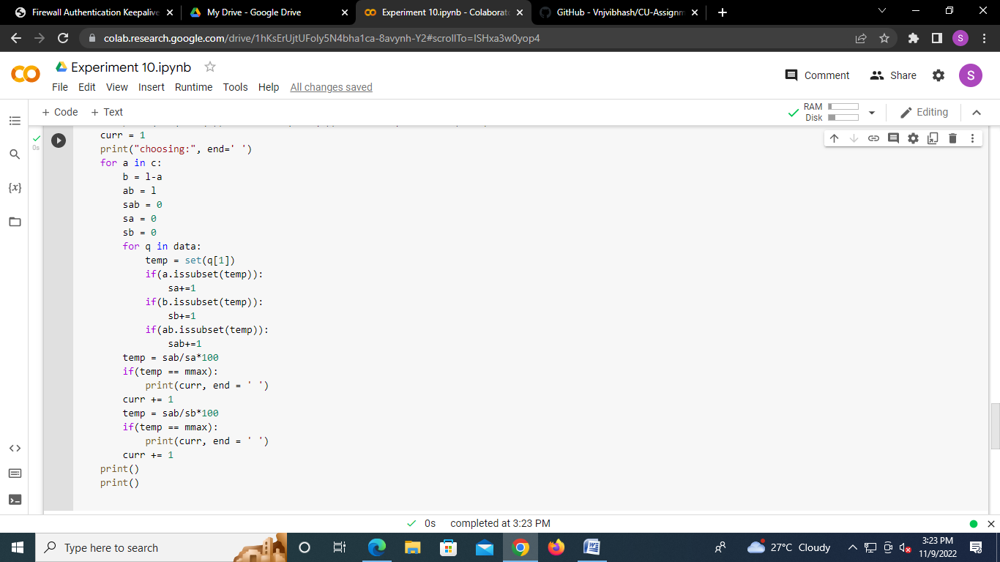 Firewall Authentication Keepalive
My Drive - Google Drive
Experiment 10.ipynb - Colaborato
GitHub - Vnjvibhash/CU-Assignm
colab.research.google.com/drive/1hKsErUjtUFoly5N4bha1ca-8avynh-Y2#scrollTo=ISHxa3w0yop4
S
Experiment 10.ipynb
File Edit View Insert Runtime Tools Help All changes saved
Comment Share S
+ Code + Text
RAM
Disk
Editing
0s
{x}
curr = 1
print("choosing:", end=' ')
for a in c:
b = l-a
ab = l
sab = 0
sa = 0
sb = 0
for q in data:
temp = set(q[1])
if(a.issubset(temp)):
sa+=1
if(b.issubset(temp)):
sb+=1
if(ab.issubset(temp)):
sab+=1
temp = sab/sa*100
if(temp == mmax):
print(curr, end = ' ')
curr += 1
temp = sab/sb*100
if(temp == mmax):
print(curr, end = ' ')
curr += 1
print()
print()
0s completed at 3:23 PM
Type here to search
27°C Cloudy
3:23 PM
11/9/2022